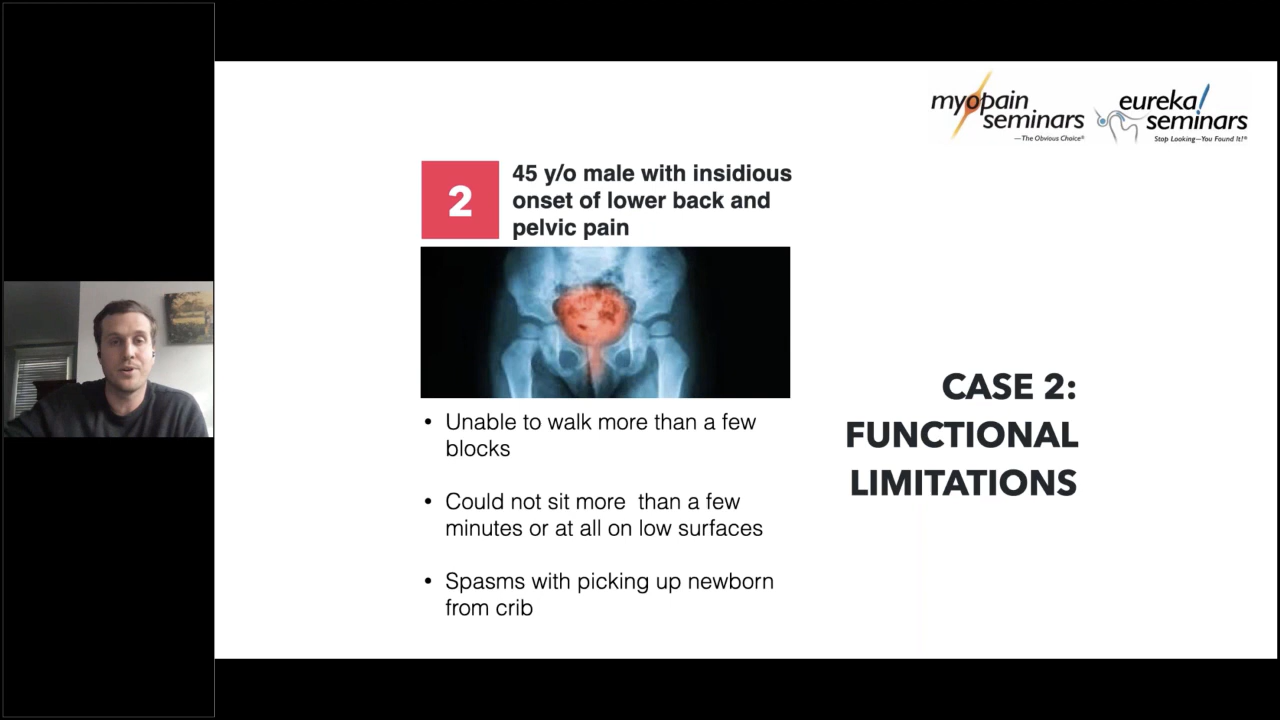 myopain
seminars
—The Obvious Choice®
eureka!
seminars
Stop Looking—You Found It!®
2
45 y/o male with insidious
onset of lower back and
pelvic pain
• Unable to walk more than a few
blocks
• Could not sit more  than a few
minutes or at all on low surfaces
• Spasms with picking up newborn
from crib
CASE 2:
FUNCTIONAL
LIMITATIONS